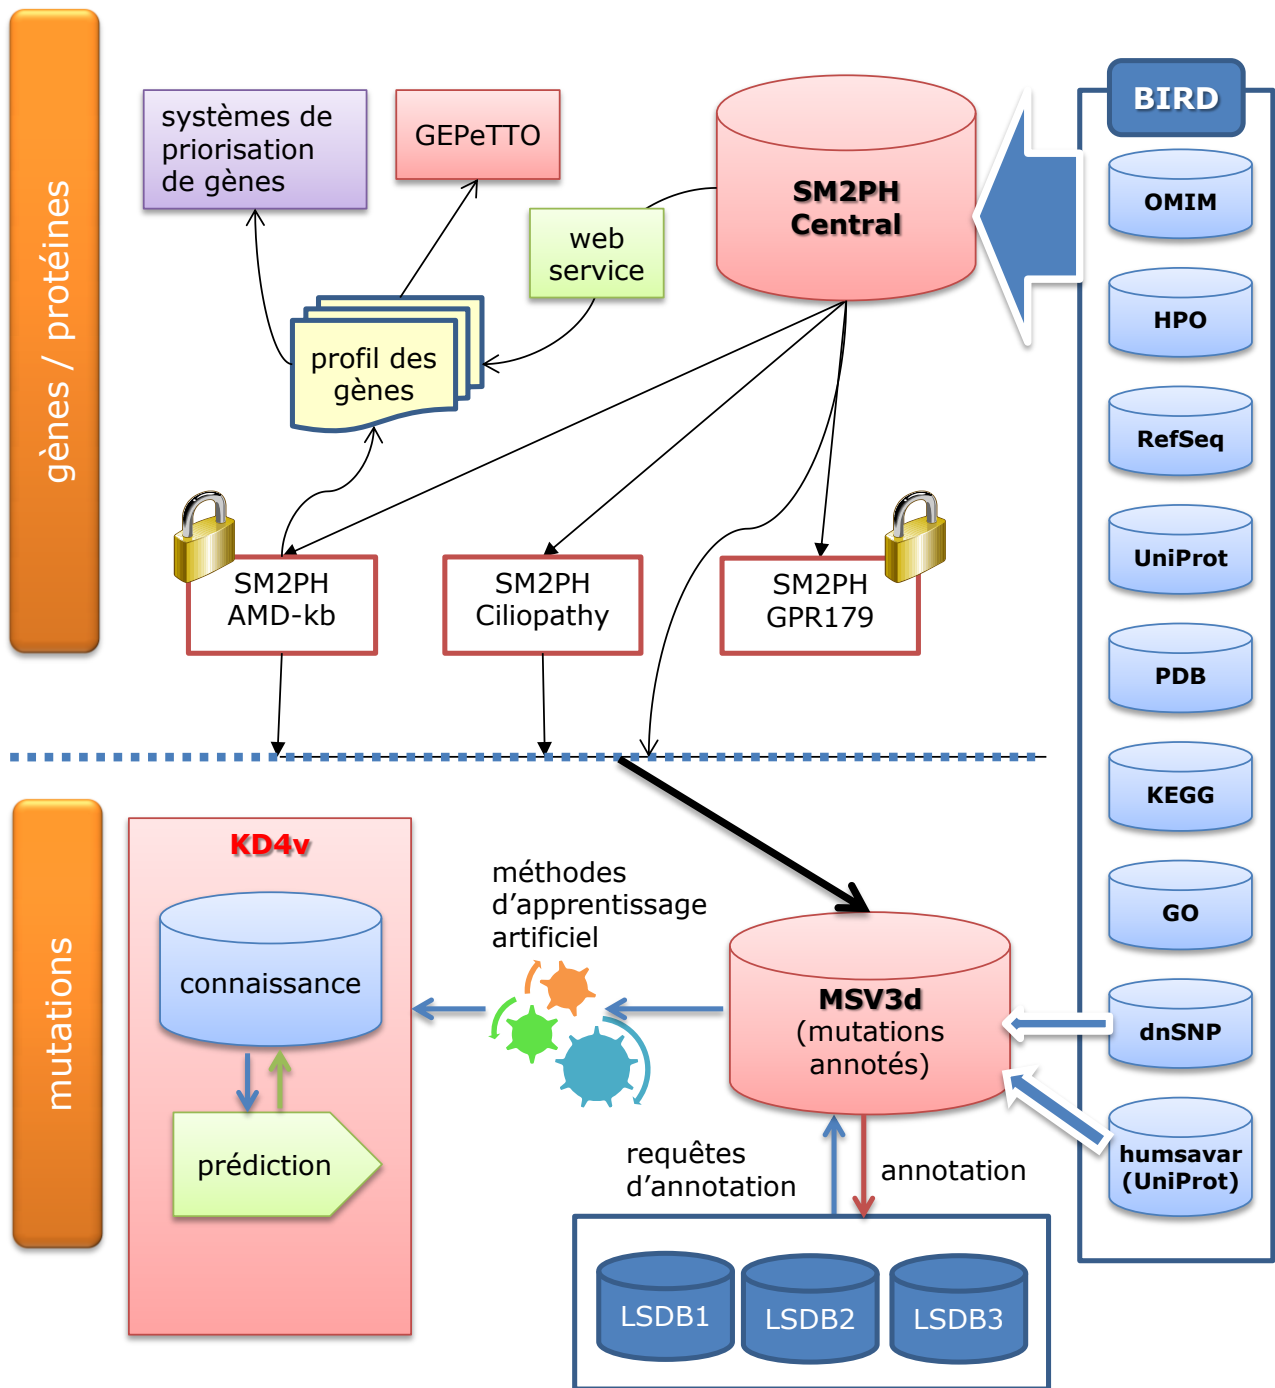 gènes / protéines
systèmes de
priorisation
de gènes
GEPeTTO
SM2PH
Central
web
service
profil des
gènes
SM2PH
AMD-kb
SM2PH
Ciliopathy
SM2PH
GPR179
BIRD
OMIM
HPO
RefSeq
UniProt
PDB
KEGG
GO
dnSNP
humsavar
(UniProt)
mutations
KD4v
connaissance
prédiction
méthodes
d'apprentissage
artificiel
MSV3d
(mutations
annotés)
requêtes
d'annotation
annotation
LSDB1
LSDB2
LSDB3